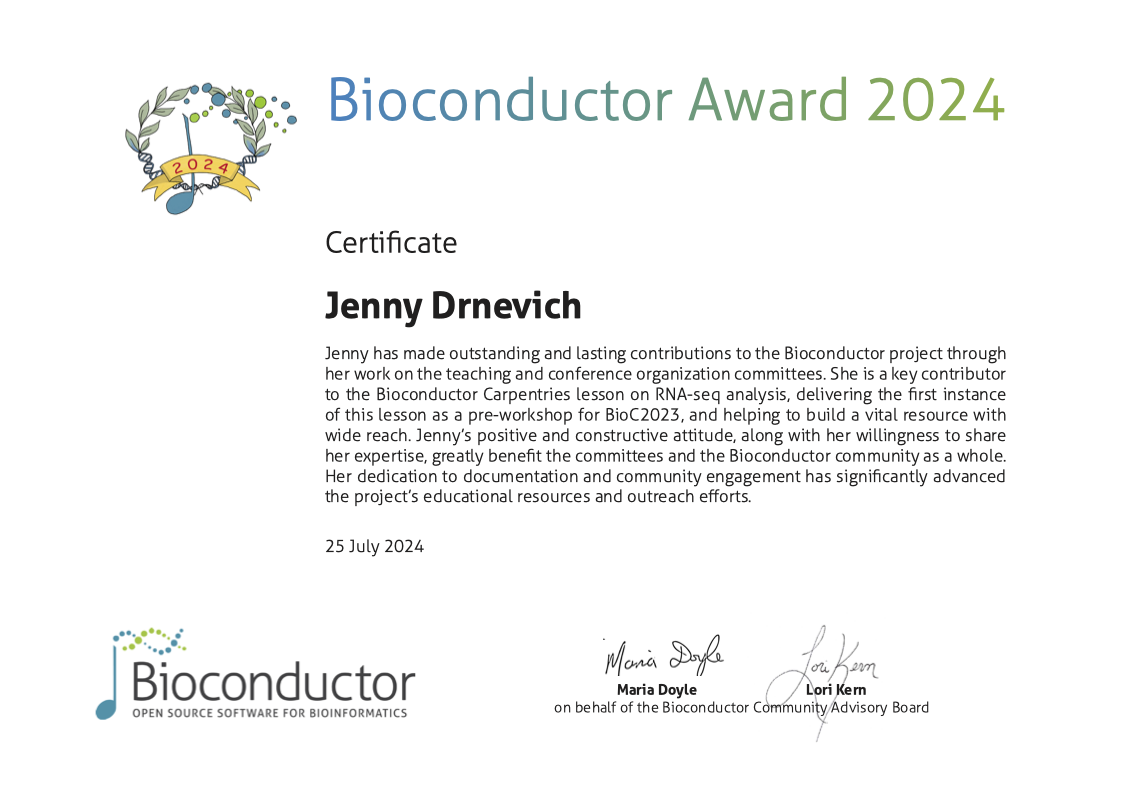 Bioconductor Award 2024
2024
Certificate
Jenny Drnevich
Jenny has made outstanding and lasting contributions to the Bioconductor project through
her work on the teaching and conference organization committees. She is a key contributor
to the Bioconductor Carpentries lesson on RNA-seq analysis, delivering the first instance
of this lesson as a pre-workshop for BioC2023, and helping to build a vital resource with
wide reach. Jenny’s positive and constructive attitude, along with her willingness to share
her expertise, greatly benefit the committees and the Bioconductor community as a whole.
Her dedication to documentation and community engagement has significantly advanced
the project’s educational resources and outreach efforts.
25 July 2024
Bioconductor
OPEN SOURCE SOFTWARE FOR BIOINFORMATICS
Maria Doyle
Lori Kern
Maria Doyle
Lori Kern
on behalf of the Bioconductor Community Advisory Board